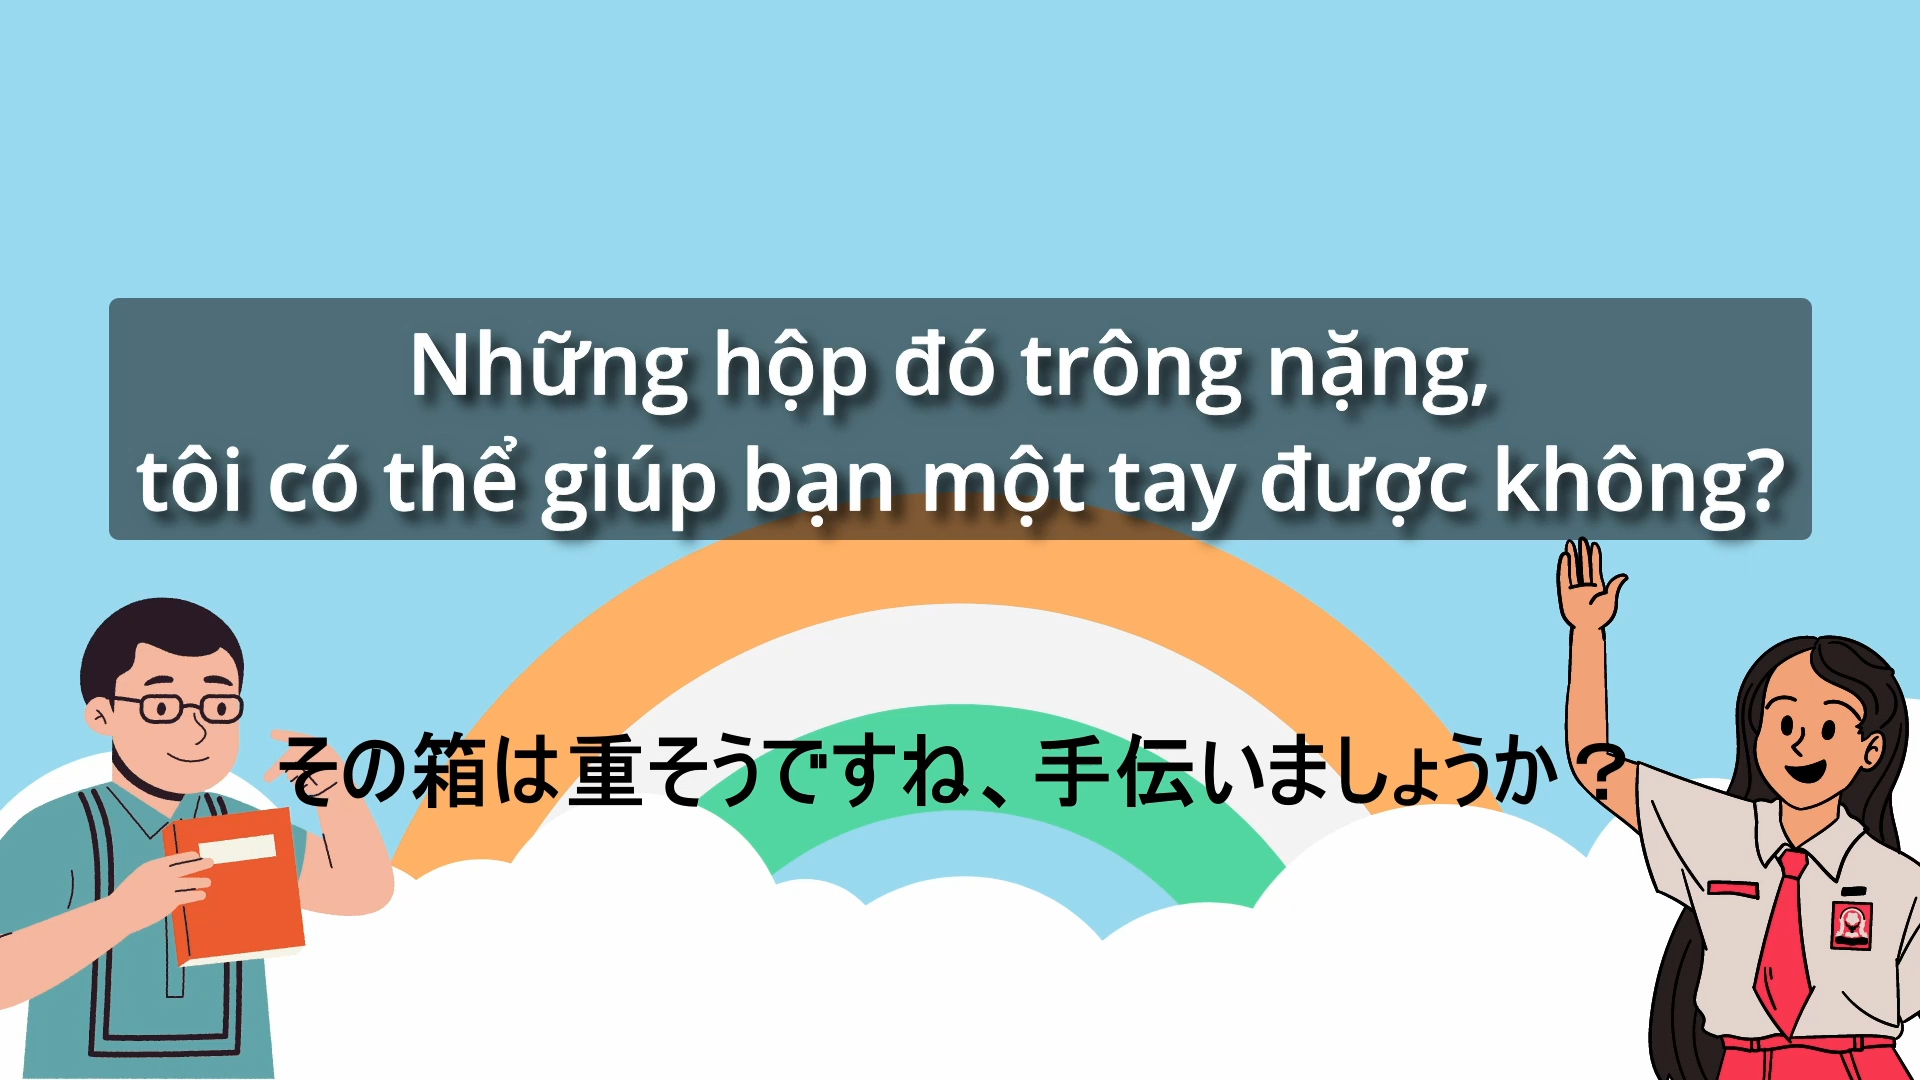 Những hộp đó trông nặng,
tôi có thể giúp bạn một tay được không?
その箱は重そうですね、手伝いましょうか？